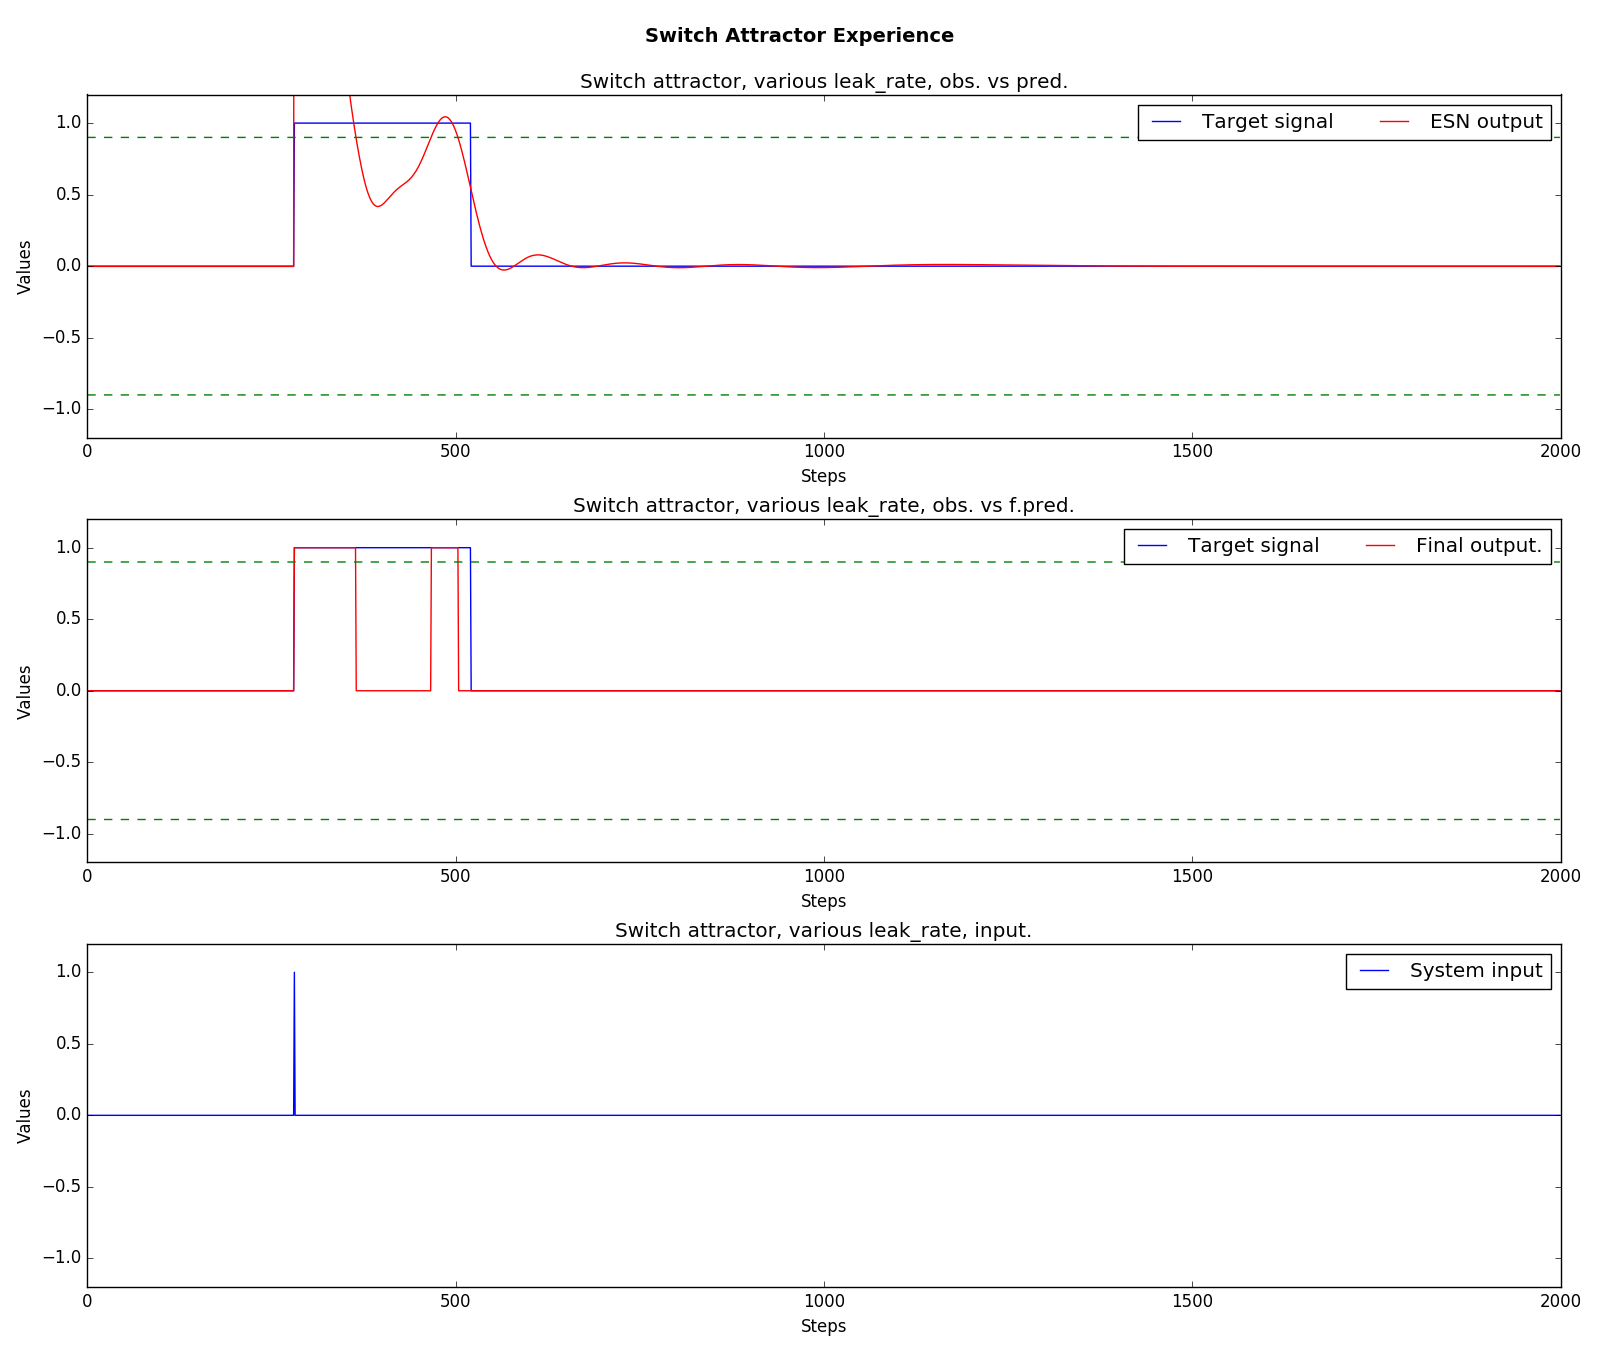 Switch Attractor Experience
Switch attractor, various leak_rate, obs. vs pred.
Target signal ESN output
1.0
0.5
0.0
−0.5
−1.0
Values
0 500 1000 1500 2000
Steps
Switch attractor, various leak_rate, obs. vs f.pred.
Target signal Final output.
1.0
0.5
0.0
−0.5
−1.0
Values
0 500 1000 1500 2000
Steps
Switch attractor, various leak_rate, input.
System input
1.0
0.5
0.0
−0.5
−1.0
Values
0 500 1000 1500 2000
Steps